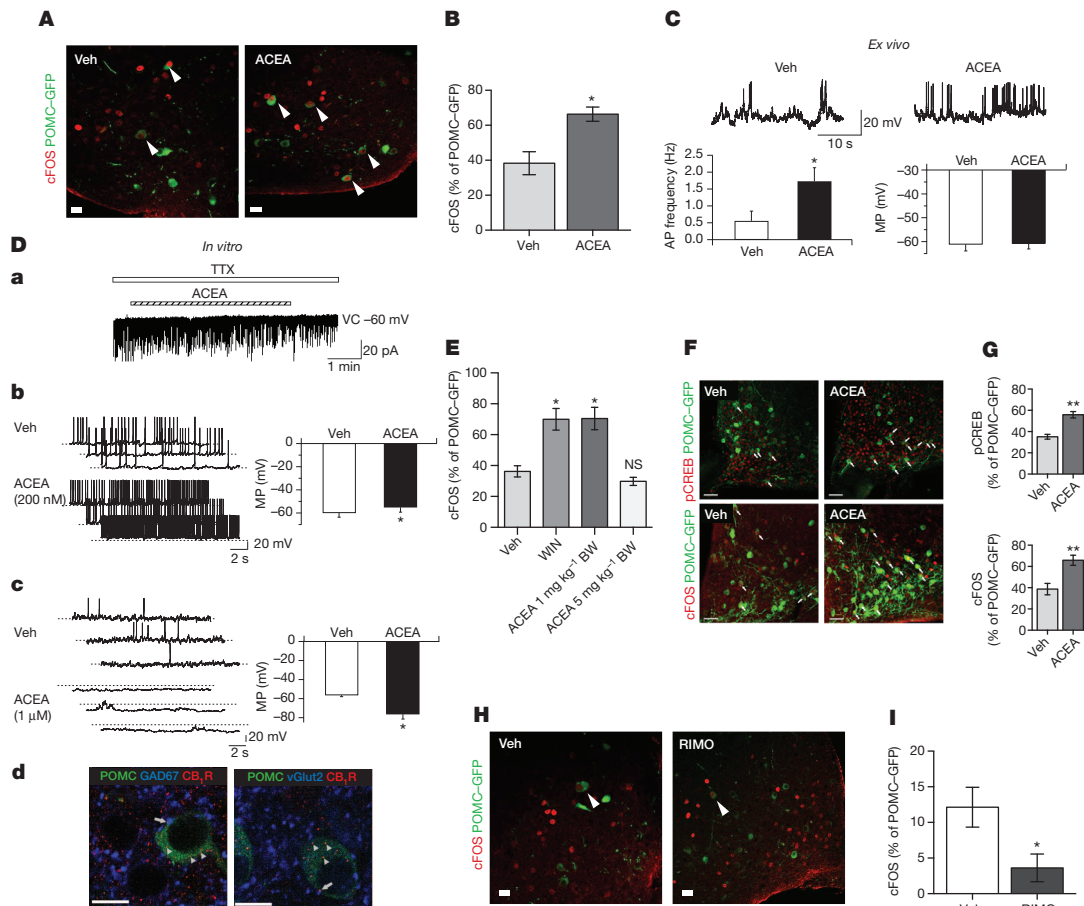 A
Veh
ACEA
cFOS POMC–GFP
B
cFOS (% of POMC–GFP)
80
60
40
20
0
*
Veh
ACEA
C
Ex vivo
Veh
ACEA
20 mV
10 s
AP frequency (Hz)
2.5
2.0
1.5
1.0
0.5
0.0
*
Veh
ACEA
Veh
ACEA
MP (mV)
−30
−40
−50
−60
D
In vitro
a
TTX
ACEA
VC −60 mV
20 pA
1 min
b
Veh
ACEA
(200 nM)
20 mV
2 s
Veh
ACEA
MP (mV)
0
−20
−40
−60
*
c
Veh
ACEA
(1 μM)
20 mV
2 s
Veh
ACEA
MP (mV)
0
−20
−40
−60
−80
*
d
POMC GAD67 CB₁R
POMC vGlut2 CB₁R
E
cFOS (% of POMC–GFP)
100
80
60
40
20
0
*
*
NS
Veh
WIN
ACEA 1 mg kg⁻¹ BW
ACEA 5 mg kg⁻¹ BW
F
Veh
ACEA
pCREB POMC–GFP
Veh
ACEA
cFOS POMC–GFP
G
pCREB
(% of POMC–GFP)
80
60
40
20
0
**
Veh
ACEA
cFOS
(% of POMC–GFP)
80
60
40
20
0
**
Veh
ACEA
H
Veh
RIMO
cFOS POMC–GFP
I
cFOS (% of POMC–GFP)
20
15
10
5
0
*